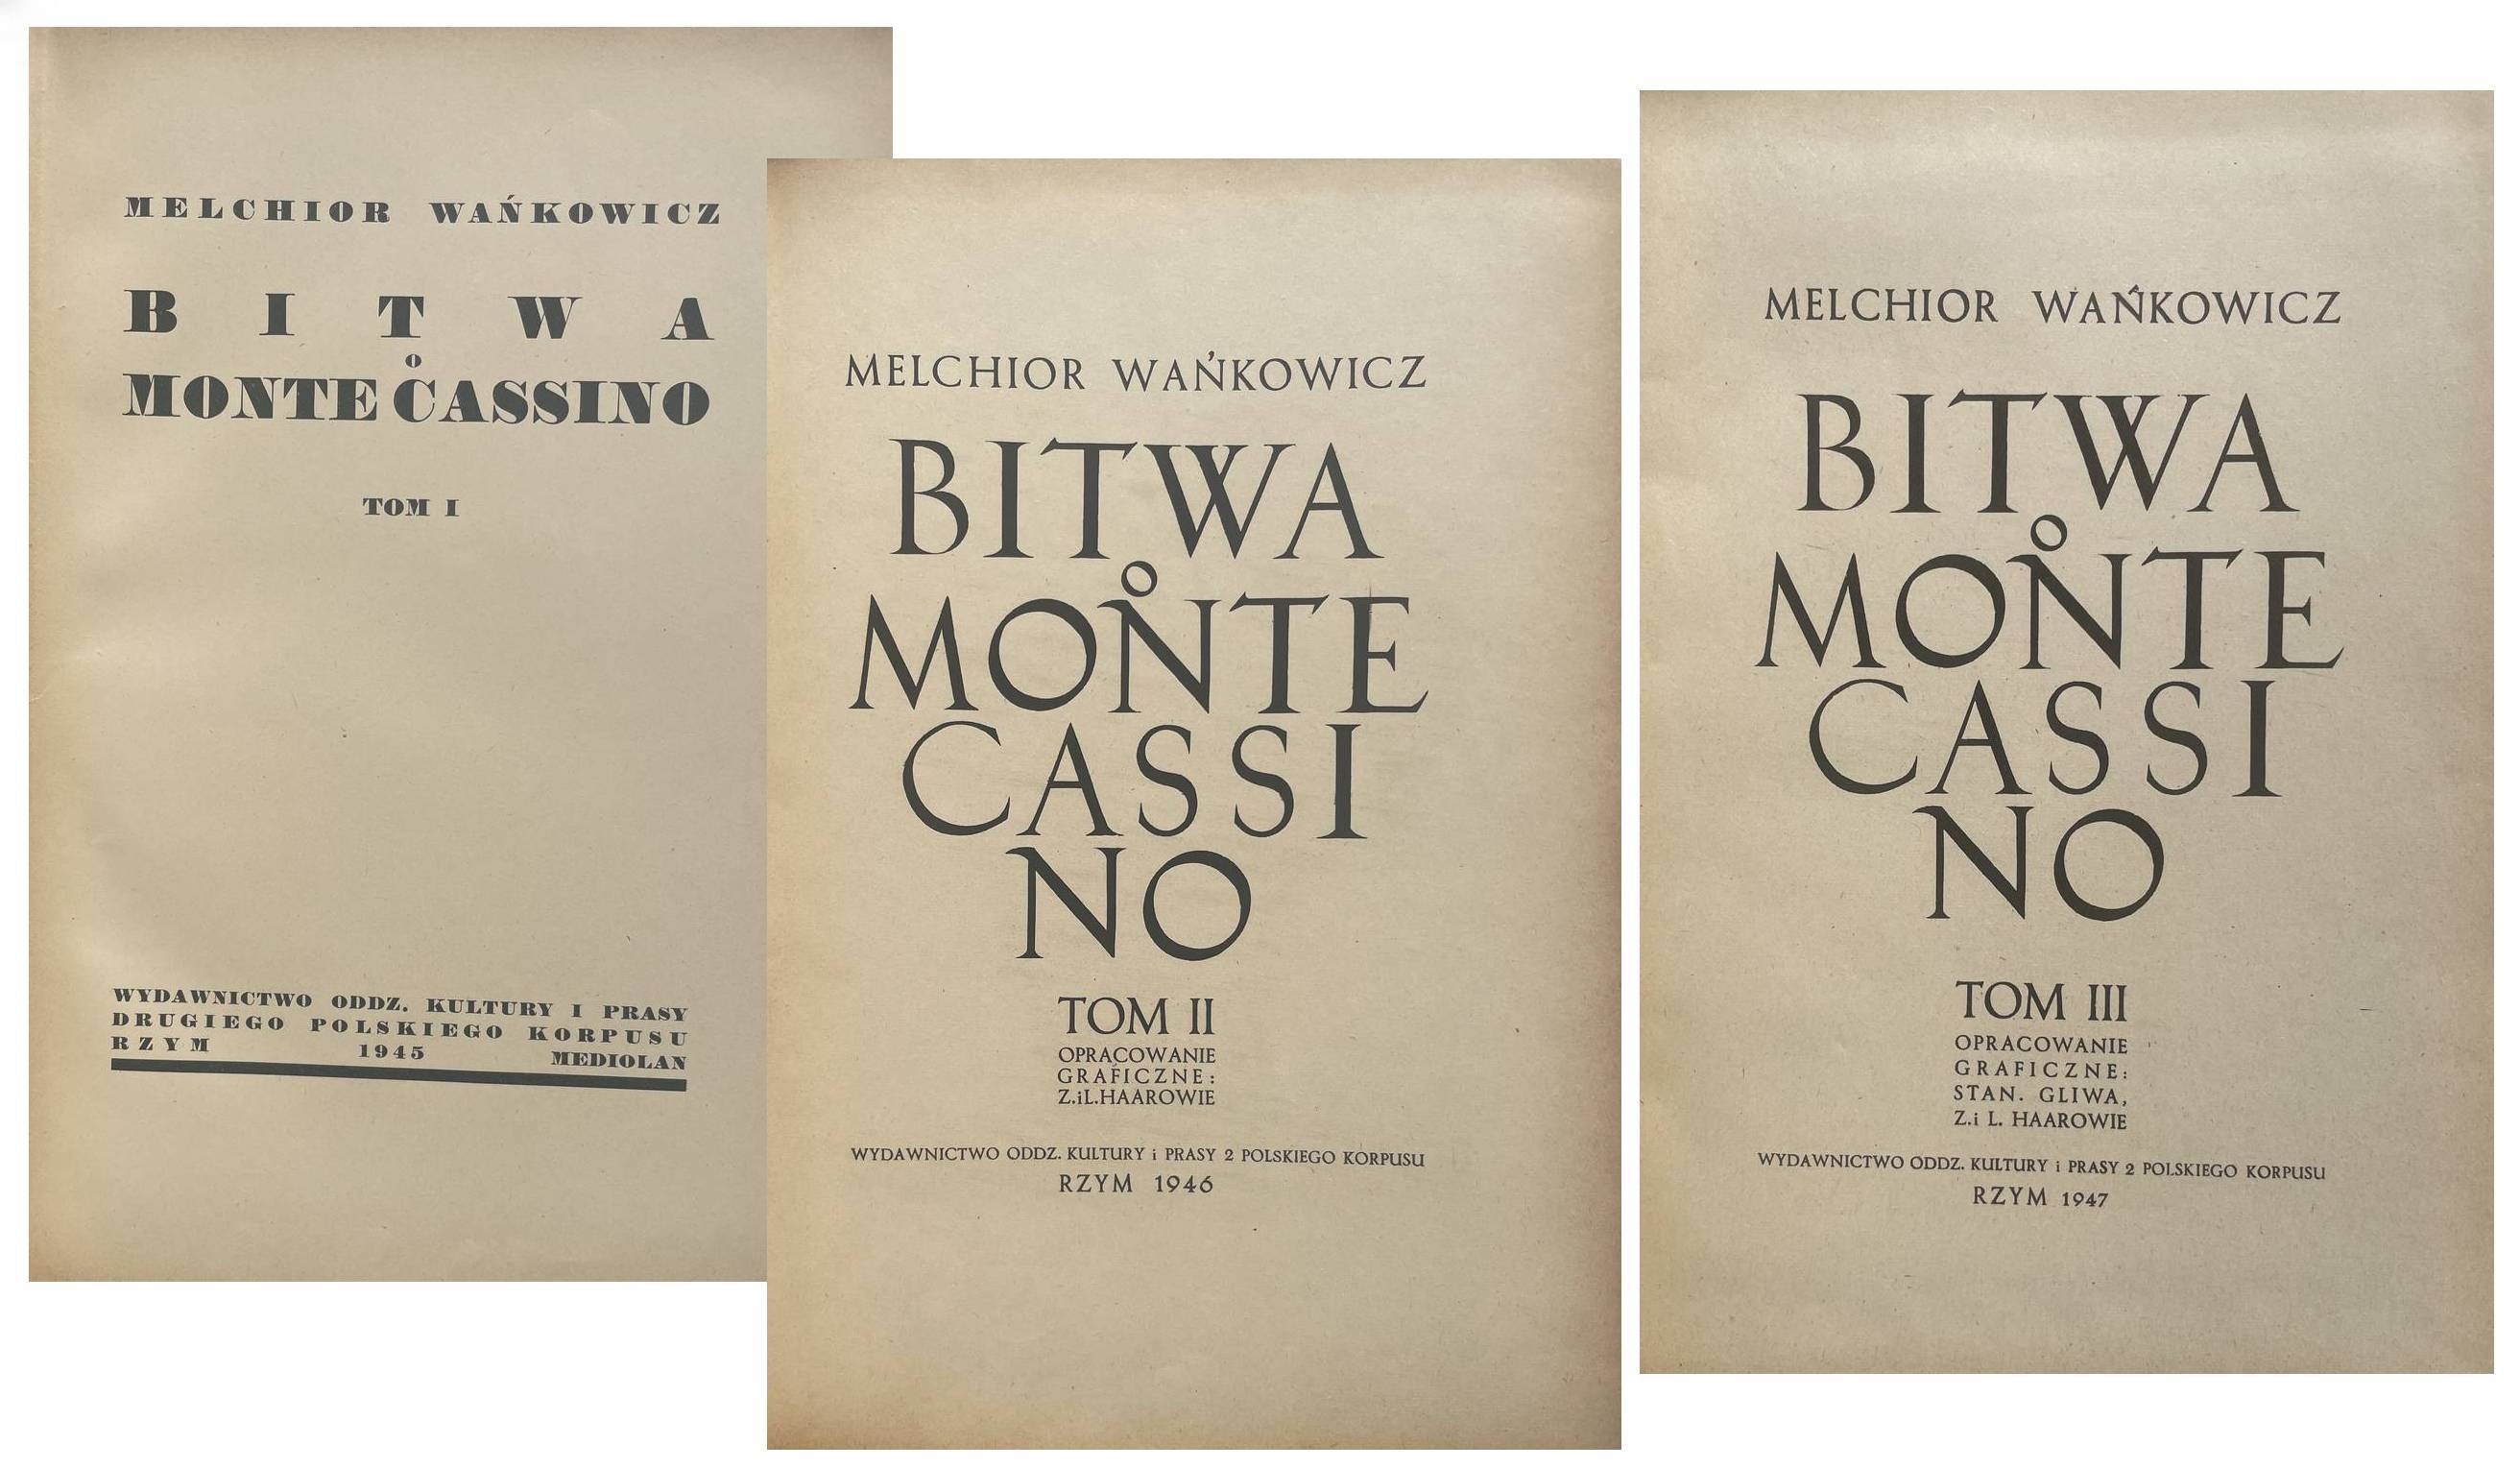 MELCHIOR WAŃKOWICZ
BITWA
O
MONTE CASSINO
TOM I
WYDAWNICTWO ODDZ. KULTURY I PRASY
DRUGIEGO POLSKIEGO KORPUSU
RZYM 1945 MEDIOLAN
MELCHIOR WAŃKOWICZ
BITWA
O
MONTE
CASSI
NO
TOM II
OPRACOWANIE
GRAFICZNE:
Z.iL.HAAROWIE
WYDAWNICTWO ODDZ. KULTURY i PRASY 2 POLSKIEGO KORPUSU
RZYM 1946
MELCHIOR WAŃKOWICZ
BITWA
O
MONTE
CASSI
NO
TOM III
OPRACOWANIE
GRAFICZNE:
STAN. GLIWA,
Z.i L. HAAROWIE
WYDAWNICTWO ODDZ. KULTURY i PRASY 2 POLSKIEGO KORPUSU
RZYM 1947